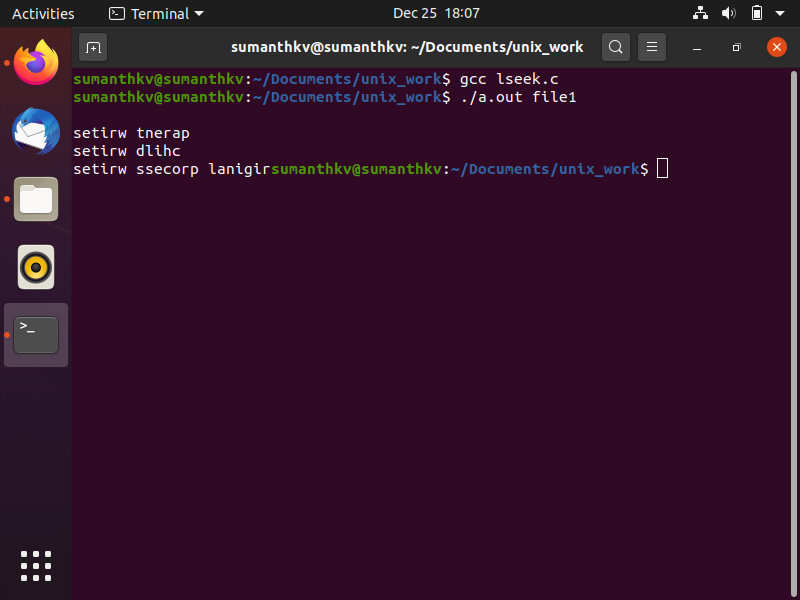 Activities
Terminal
Dec 25 18:07
sumanthkv@sumanthkv: ~/Documents/unix_work
sumanthkv@sumanthkv:~/Documents/unix_work$ gcc lseek.c
sumanthkv@sumanthkv:~/Documents/unix_work$ ./a.out file1
setirw tnerap
setirw dlihc
setirw ssecorp lanigirsumanthkv@sumanthkv:~/Documents/unix_work$
>_